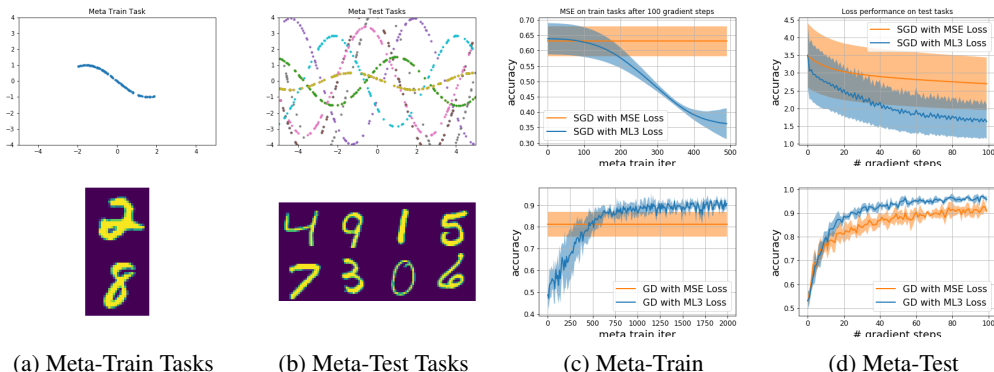 Meta Train Task
4
3
2
1
0
-1
-2
-3
-4
-4 -2 0 2 4
Meta Test Tasks
4
3
2
1
0
-1
-2
-3
-4
-4 -2 0 2 4
MSE on train tasks after 100 gradient steps
accuracy
0.70
0.65
0.60
0.55
0.50
0.45
0.40
0.35
0.30
SGD with MSE Loss
SGD with ML3 Loss
0 100 200 300 400 500
meta train iter
Loss performance on test tasks
accuracy
4.5
4.0
3.5
3.0
2.5
2.0
1.5
1.0
SGD with MSE Loss
SGD with ML3 Loss
0 20 40 60 80 100
# gradient steps
2
8
4 9 1 5
7 3 0 6
accuracy
0.9
0.8
0.7
0.6
0.5
0.4
GD with MSE Loss
GD with ML3 Loss
0 250 500 750 1000 1250 1500 1750 2000
meta train iter
accuracy
1.0
0.9
0.8
0.7
0.6
0.5
GD with MSE Loss
GD with ML3 Loss
0 20 40 60 80 100
# gradient steps
(a) Meta-Train Tasks
(b) Meta-Test Tasks
(c) Meta-Train
(d) Meta-Test